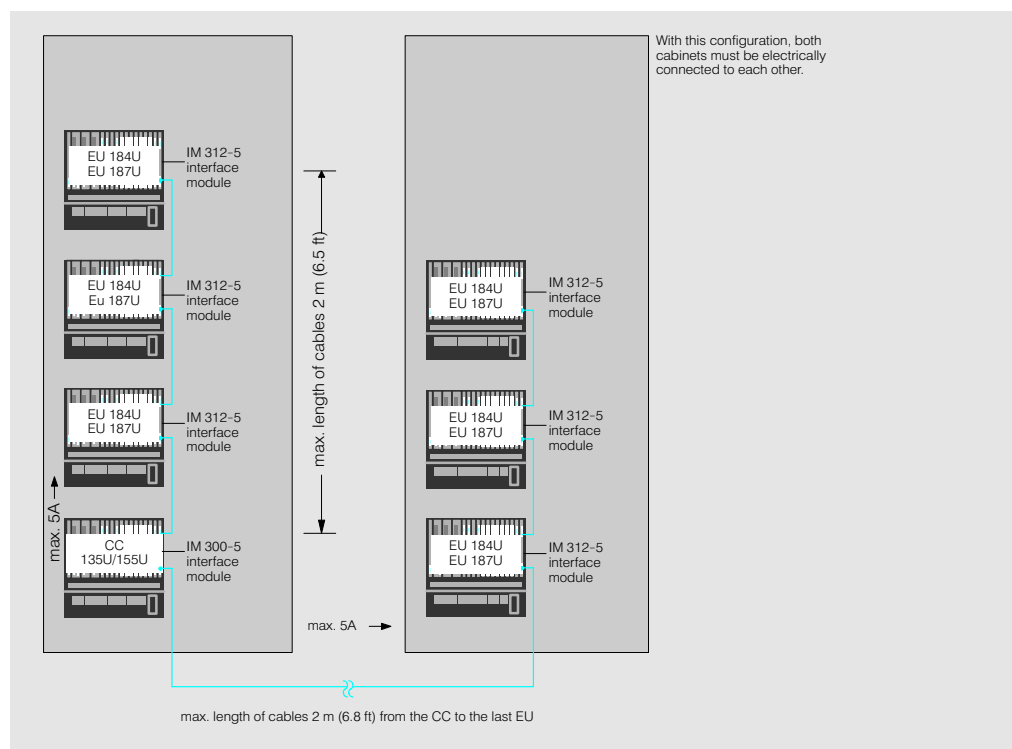 With this configuration, both
cabinets must be electrically
connected to each other.
EU 184U
EU 187U
IM 312-5
interface
module
EU 184U
Eu 187U
IM 312-5
interface
module
EU 184U
EU 187U
IM 312-5
interface
module
max. 5A
CC
135U/155U
IM 300-5
interface
module
max. length of cables 2 m (6.5 ft)
EU 184U
EU 187U
IM 312-5
interface
module
EU 184U
EU 187U
IM 312-5
interface
module
EU 184U
EU 187U
IM 312-5
interface
module
max. 5A
max. length of cables 2 m (6.8 ft) from the CC to the last EU